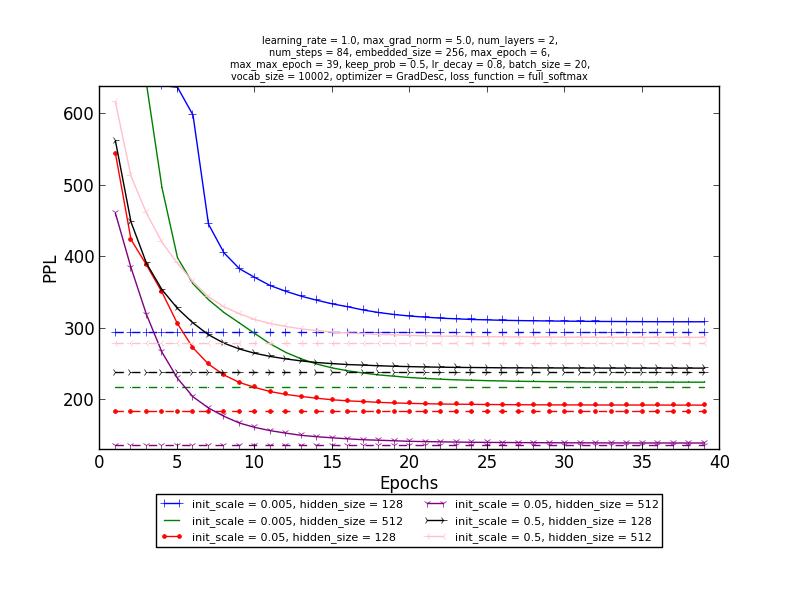 learning_rate = 1.0, max_grad_norm = 5.0, num_layers = 2,
num_steps = 84, embedded_size = 256, max_epoch = 6,
max_max_epoch = 39, keep_prob = 0.5, lr_decay = 0.8, batch_size = 20,
vocab_size = 10002, optimizer = GradDesc, loss_function = full_softmax
600
500
400
300
200
PPL
0 5 10 15 20 25 30 35 40
Epochs
init_scale = 0.005, hidden_size = 128
init_scale = 0.005, hidden_size = 512
init_scale = 0.05, hidden_size = 128
init_scale = 0.05, hidden_size = 512
init_scale = 0.5, hidden_size = 128
init_scale = 0.5, hidden_size = 512